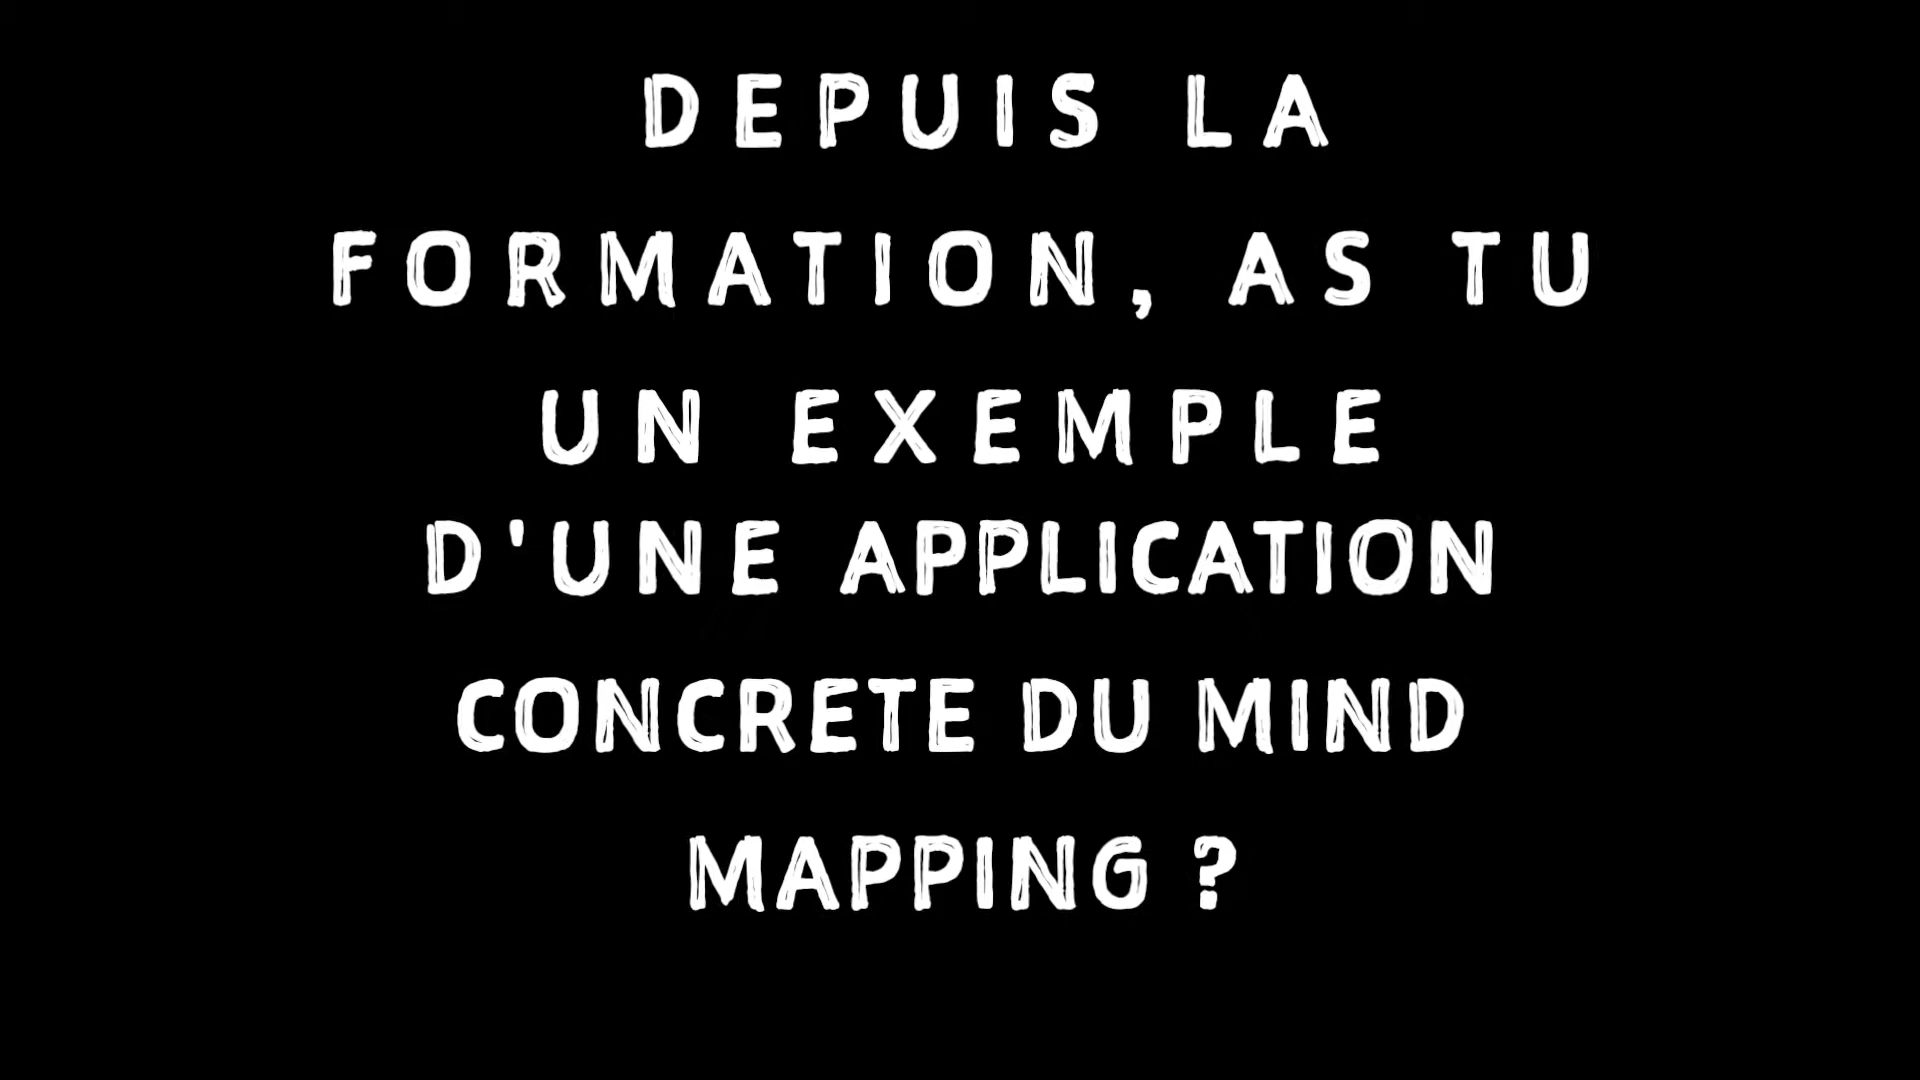 DEPUIS LA
FORMATION, AS TU
UN EXEMPLE
D'UNE APPLICATION
CONCRETE DU MIND
MAPPING ?